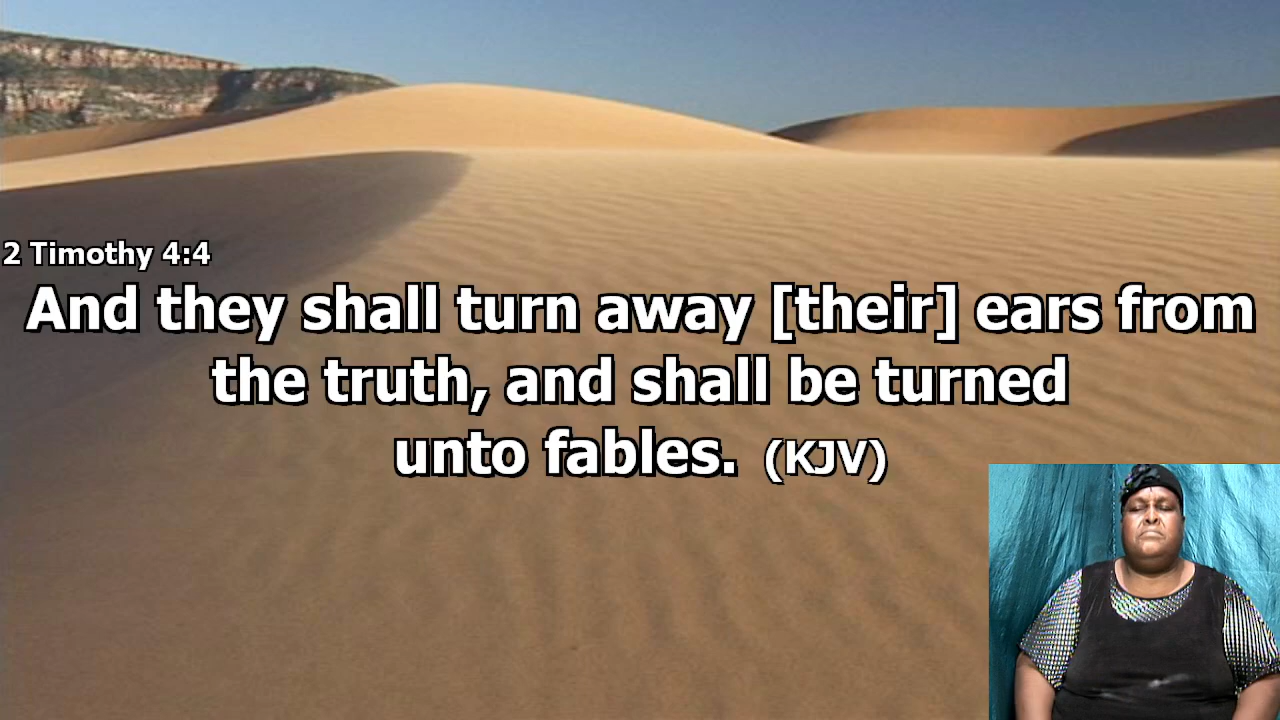 2 Timothy 4:4
And they shall turn away [their] ears from
the truth, and shall be turned
unto fables. (KJV)